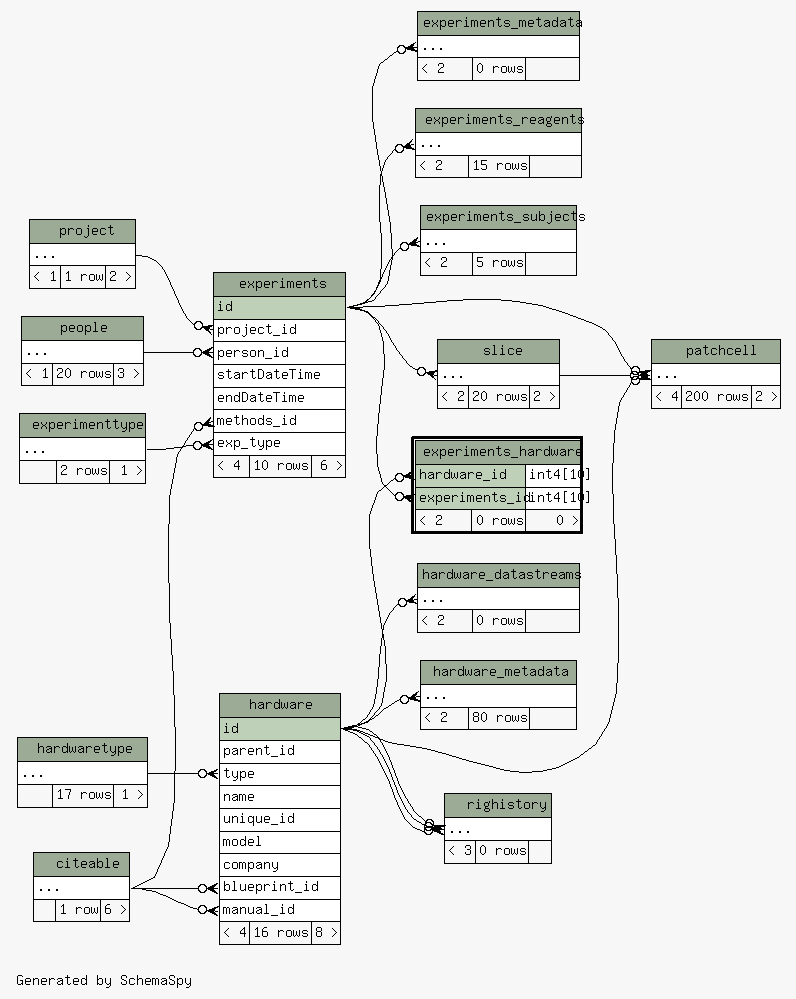 experiments_metadata
...
< 2 0 rows
experiments_reagents
...
< 2 15 rows
experiments_subjects
...
< 2 5 rows
project
...
< 1 1 row 2 >
people
...
< 1 20 rows 3 >
experimenttype
...
2 rows 1 >
experiments
id
project_id
person_id
startDateTime
endDateTime
methods_id
exp_type
< 4 10 rows 6 >
slice
...
< 2 20 rows 2 >
patchcell
...
< 4 200 rows 2 >
experiments_hardware
hardware_id int4[10]
experiments_id int4[10]
< 2 0 rows 0 >
hardware_datastreams
...
< 2 0 rows
hardware_metadata
...
< 2 80 rows
hardwaretype
...
17 rows 1 >
citeable
...
1 row 6 >
hardware
id
parent_id
type
name
unique_id
model
company
blueprint_id
manual_id
< 4 16 rows 8 >
righistory
...
< 3 0 rows
Generated by SchemaSpy